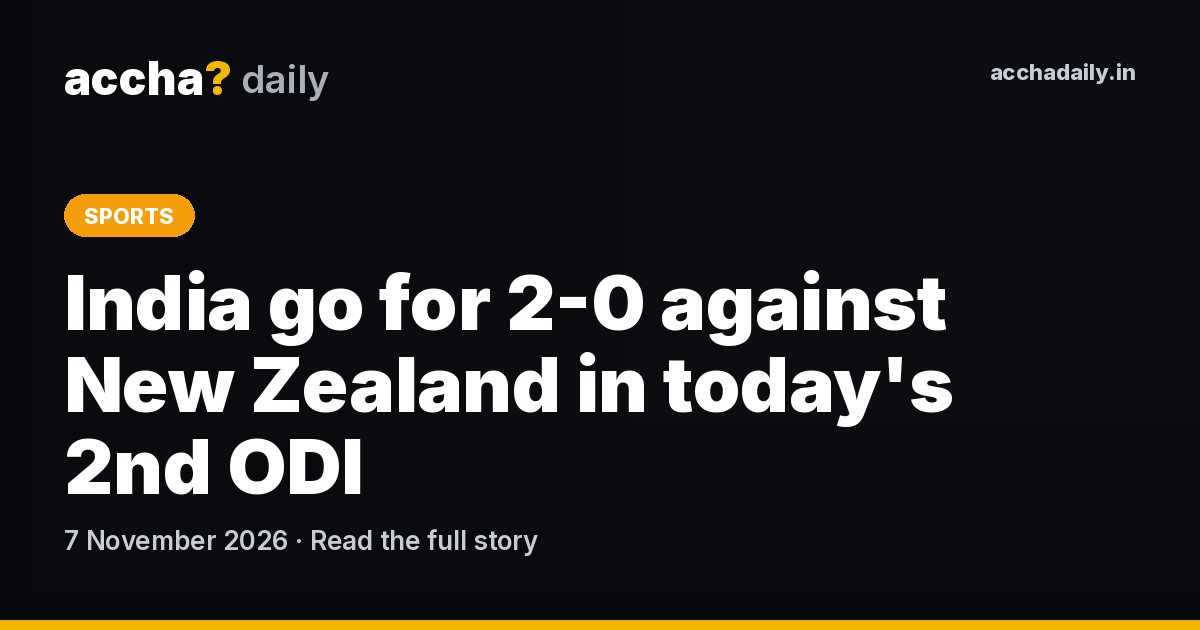 accha? daily
acchadaily.in
SPORTS
India go for 2-0 against
New Zealand in today's
2nd ODI
7 November 2026 · Read the full story